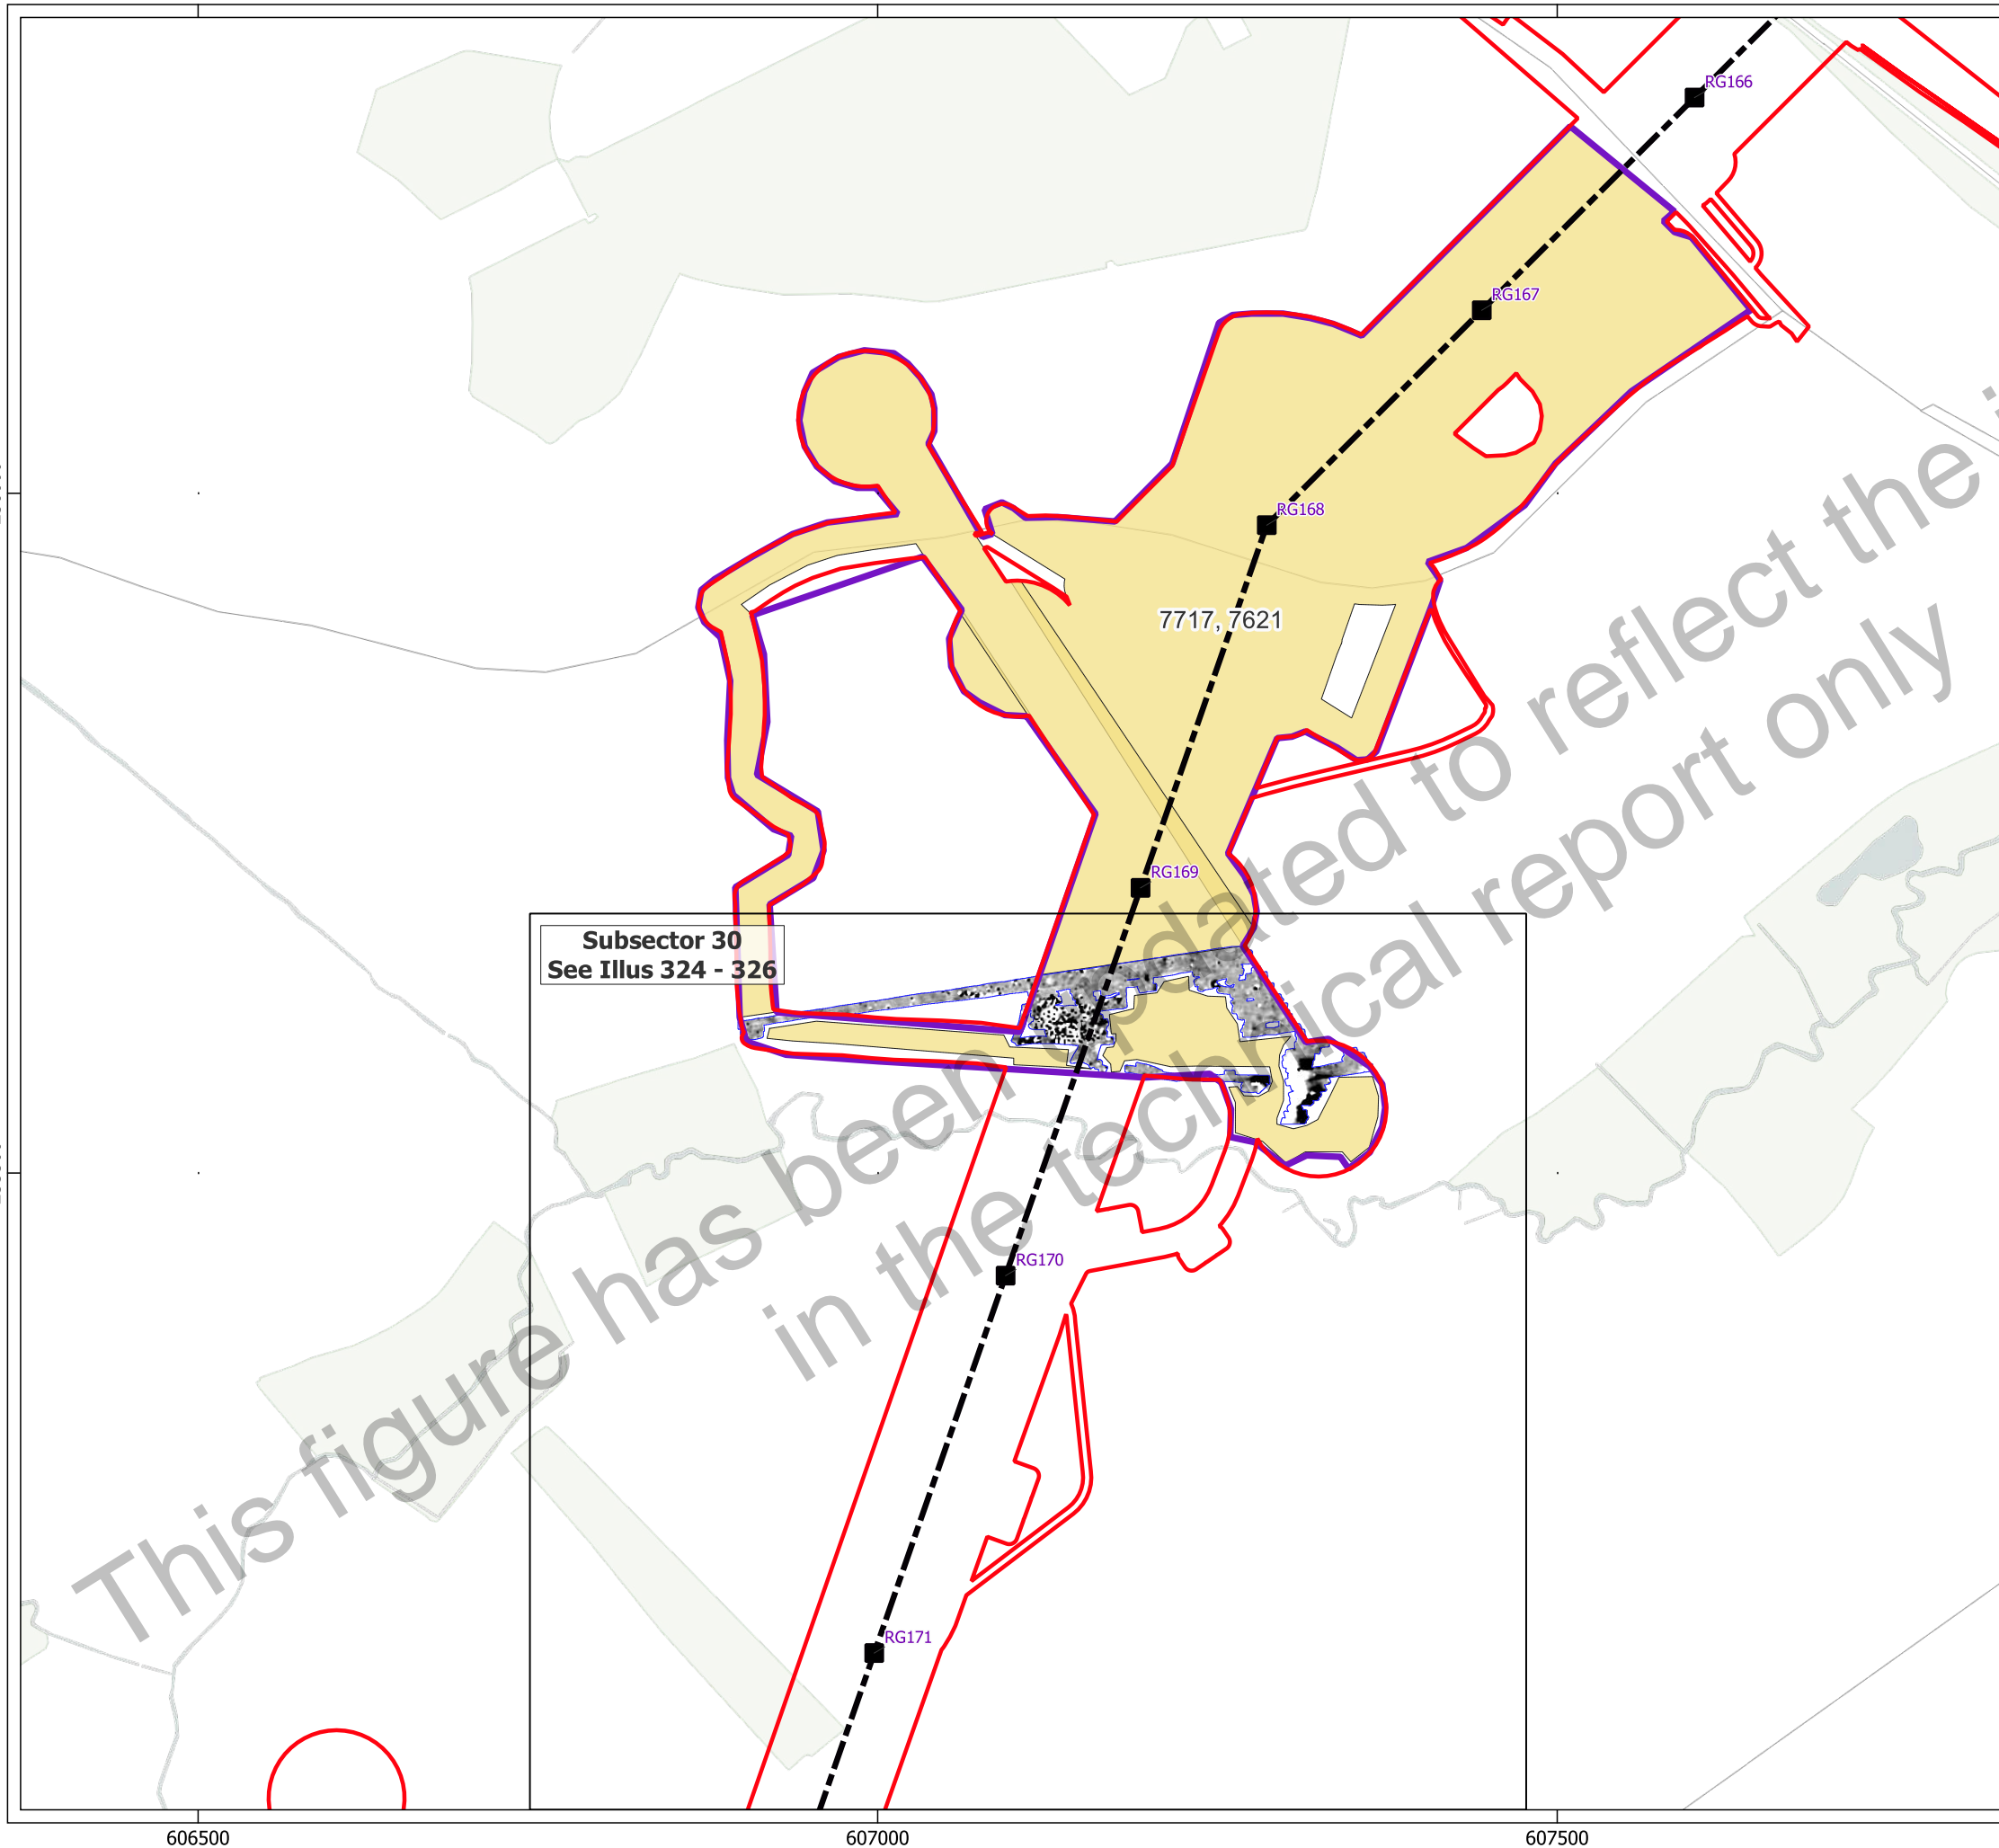 RG166
RG167
RG168
7717, 7621
RG169
Subsector 30
See Illus 324 - 326
RG170
RG171
This figure has been updated to reflect the i
in the technical report only
606500
607000
607500